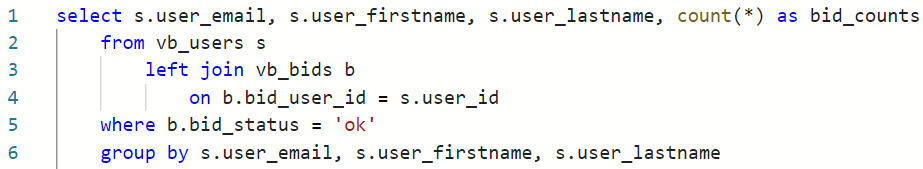 1 select s.user_email, s.user_firstname, s.user_lastname, count(*) as bid_counts
2 from vb_users s
3 left join vb_bids b
4 on b.bid_user_id = s.user_id
5 where b.bid_status = 'ok'
6 group by s.user_email, s.user_firstname, s.user_lastname